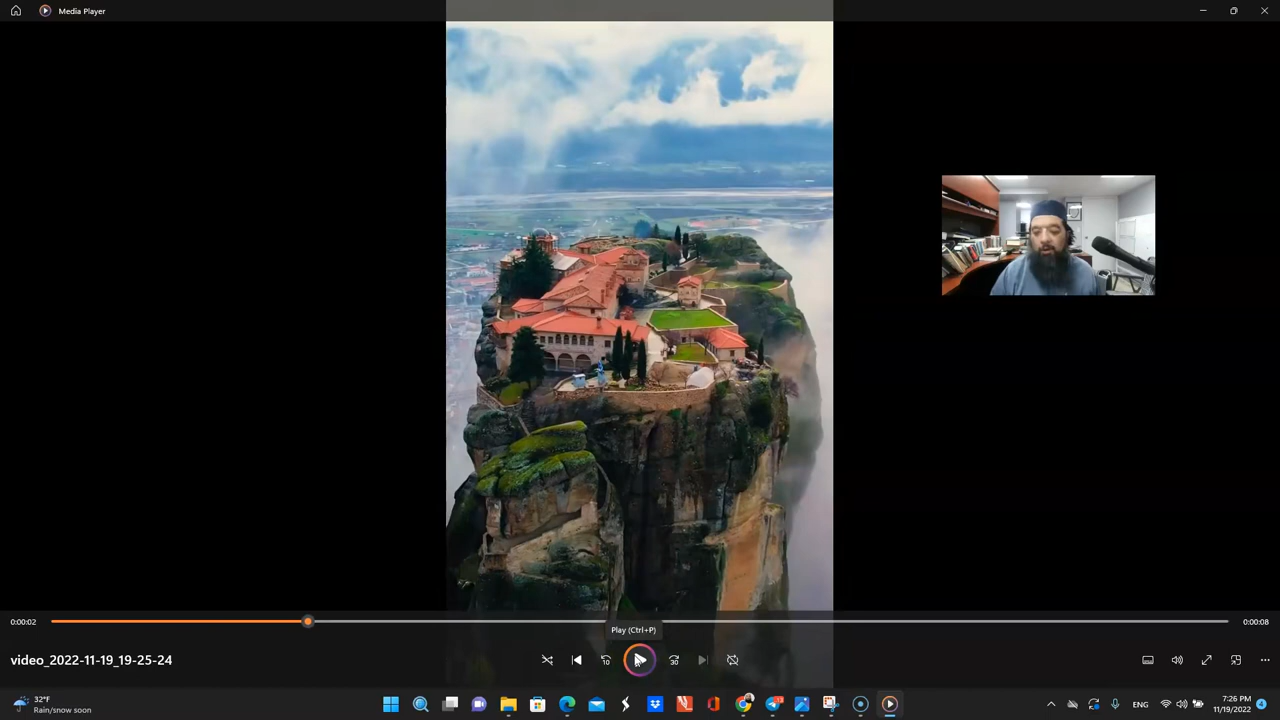 Media Player
0:00:02
Play (Ctrl+P)
0:00:08
video_2022-11-19_19-25-24
10
30
32°F
Rain/snow soon
ENG
7:26 PM
11/19/2022